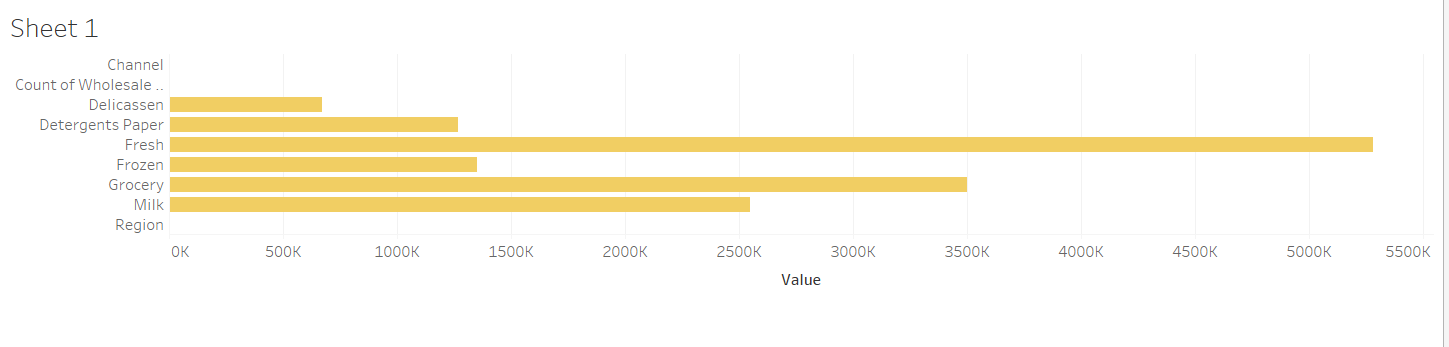 Sheet 1
Channel
Count of Wholesale ..
Delicassen
Detergents Paper
Fresh
Frozen
Grocery
Milk
Region
0K 500K 1000K 1500K 2000K 2500K 3000K 3500K 4000K 4500K 5000K 5500K
Value